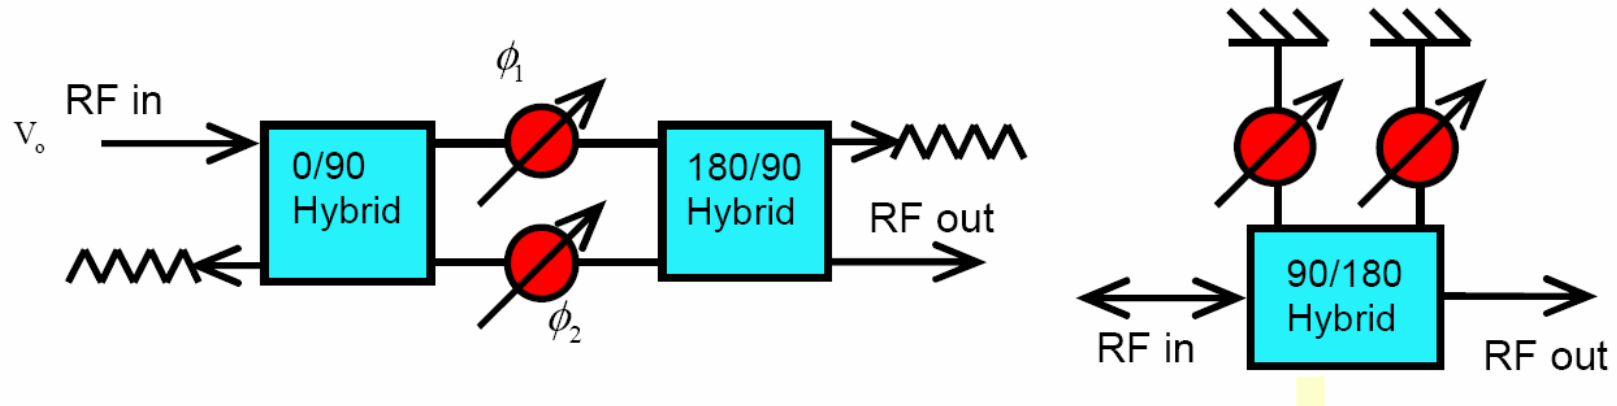 V₀
RF in
0/90
Hybrid
ϕ₁
ϕ₂
180/90
Hybrid
RF out
90/180
Hybrid
RF in
RF out